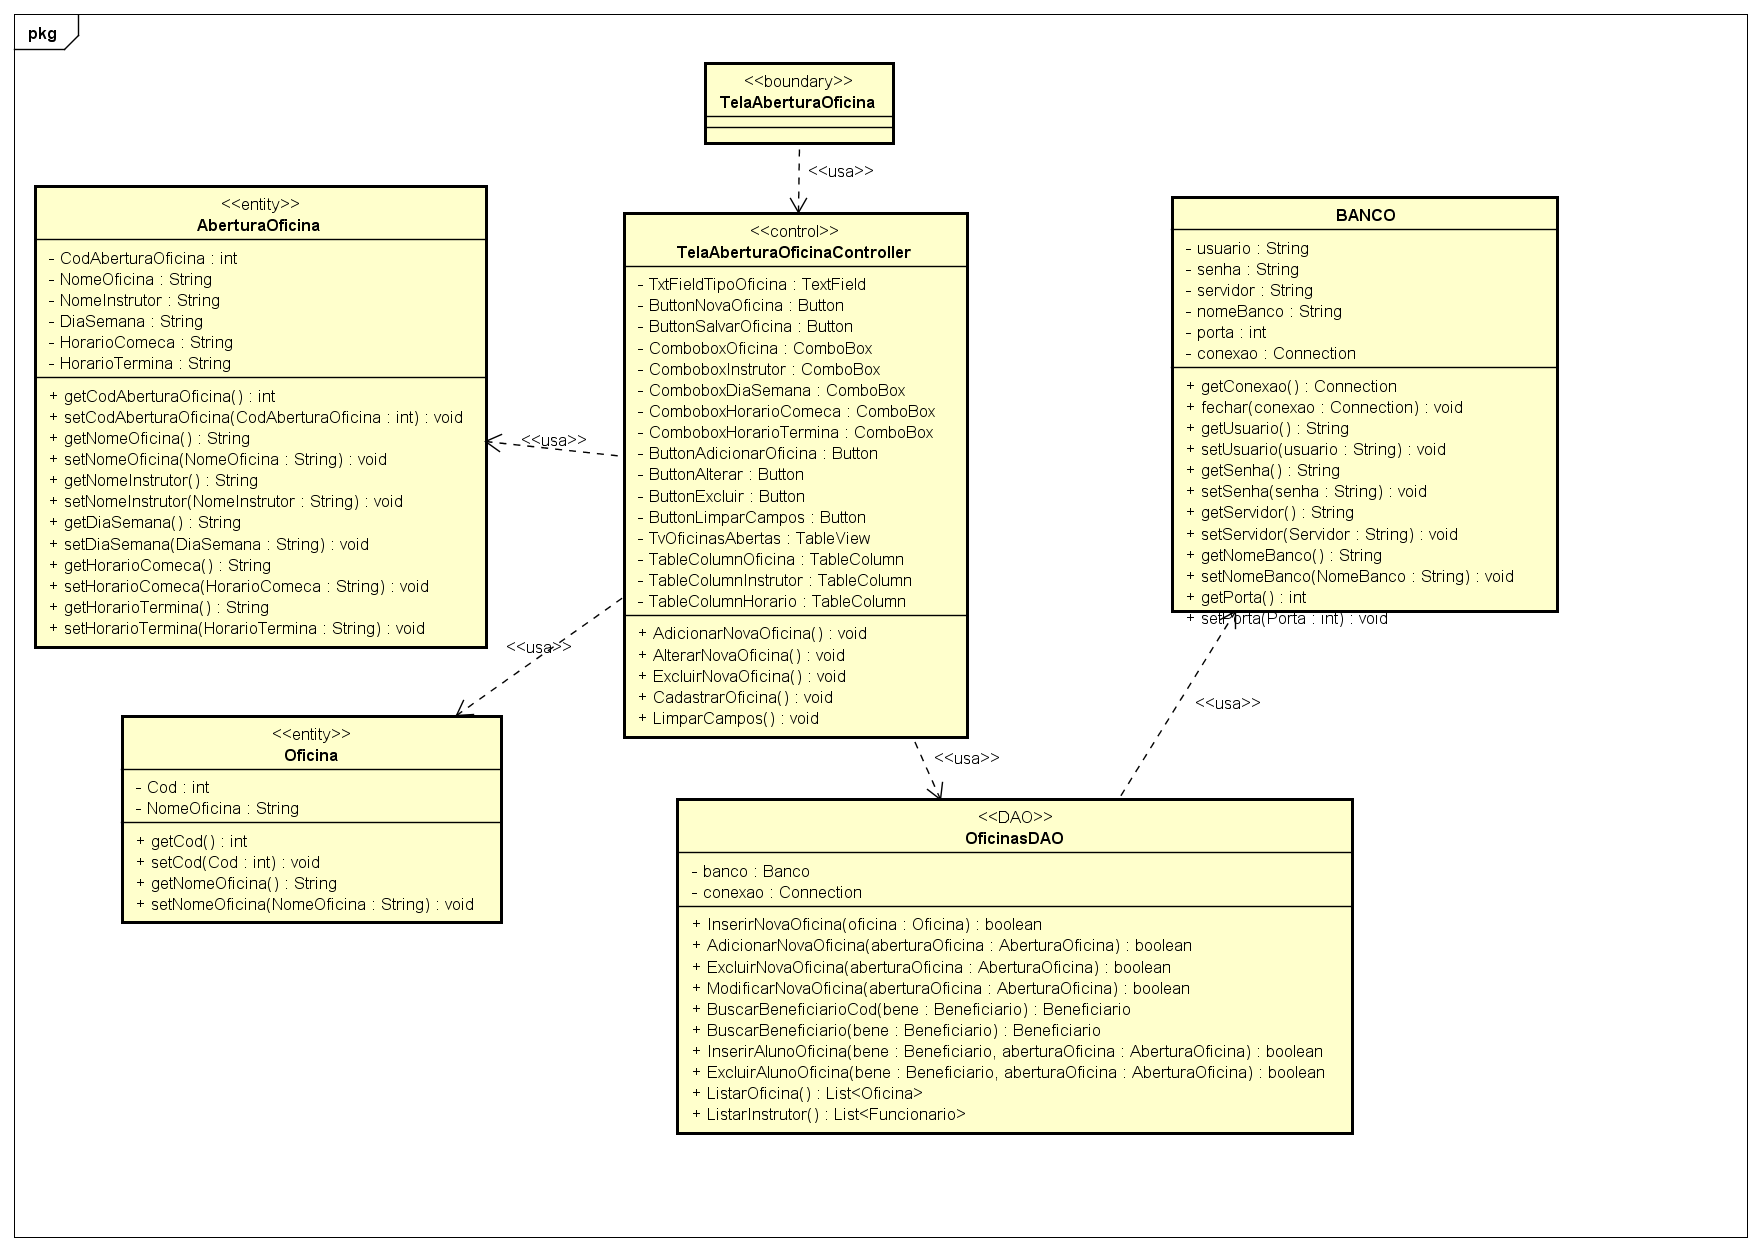 pkg
<<boundary>>
TelaAberturaOficina
<<usa>>
<<entity>>
AberturaOficina
- CodAberturaOficina : int
- NomeOficina : String
- NomeInstrutor : String
- DiaSemana : String
- HorarioComeca : String
- HorarioTermina : String
+ getCodAberturaOficina() : int
+ setCodAberturaOficina(CodAberturaOficina : int) : void
+ getNomeOficina() : String
+ setNomeOficina(NomeOficina : String) : void
+ getNomeInstrutor() : String
+ setNomeInstrutor(NomeInstrutor : String) : void
+ getDiaSemana() : String
+ setDiaSemana(DiaSemana : String) : void
+ getHorarioComeca() : String
+ setHorarioComeca(HorarioComeca : String) : void
+ getHorarioTermina() : String
+ setHorarioTermina(HorarioTermina : String) : void
<<usa>>
<<control>>
TelaAberturaOficinaController
- TxtFieldTipoOficina : TextField
- ButtonNovaOficina : Button
- ButtonSalvarOficina : Button
- ComboboxOficina : ComboBox
- ComboboxInstrutor : ComboBox
- ComboboxDiaSemana : ComboBox
- ComboboxHorarioComeca : ComboBox
- ComboboxHorarioTermina : ComboBox
- ButtonAdicionarOficina : Button
- ButtonAlterar : Button
- ButtonExcluir : Button
- ButtonLimparCampos : Button
- TvOficinasAbertas : TableView
- TableColumnOficina : TableColumn
- TableColumnInstrutor : TableColumn
- TableColumnHorario : TableColumn
+ AdicionarNovaOficina() : void
+ AlterarNovaOficina() : void
+ ExcluirNovaOficina() : void
+ CadastrarOficina() : void
+ LimparCampos() : void
BANCO
- usuario : String
- senha : String
- servidor : String
- nomeBanco : String
- porta : int
- conexao : Connection
+ getConexao() : Connection
+ fechar(conexao : Connection) : void
+ getUsuario() : String
+ setUsuario(usuario : String) : void
+ getSenha() : String
+ setSenha(senha : String) : void
+ getServidor() : String
+ setServidor(Servidor : String) : void
+ getNomeBanco() : String
+ setNomeBanco(NomeBanco : String) : void
+ getPorta() : int
+ setPorta(Porta : int) : void
<<usa>>
<<usa>>
<<usa>>
<<entity>>
Oficina
- Cod : int
- NomeOficina : String
+ getCod() : int
+ setCod(Cod : int) : void
+ getNomeOficina() : String
+ setNomeOficina(NomeOficina : String) : void
<<DAO>>
OficinasDAO
- banco : Banco
- conexao : Connection
+ InserirNovaOficina(oficina : Oficina) : boolean
+ AdicionarNovaOficina(aberturaOficina : AberturaOficina) : boolean
+ ExcluirNovaOficina(aberturaOficina : AberturaOficina) : boolean
+ ModificarNovaOficina(aberturaOficina : AberturaOficina) : boolean
+ BuscarBeneficiarioCod(bene : Beneficiario) : Beneficiario
+ BuscarBeneficiario(bene : Beneficiario) : Beneficiario
+ InserirAlunoOficina(bene : Beneficiario, aberturaOficina : AberturaOficina) : boolean
+ ExcluirAlunoOficina(bene : Beneficiario, aberturaOficina : AberturaOficina) : boolean
+ ListarOficina() : List<Oficina>
+ ListarInstrutor() : List<Funcionario>